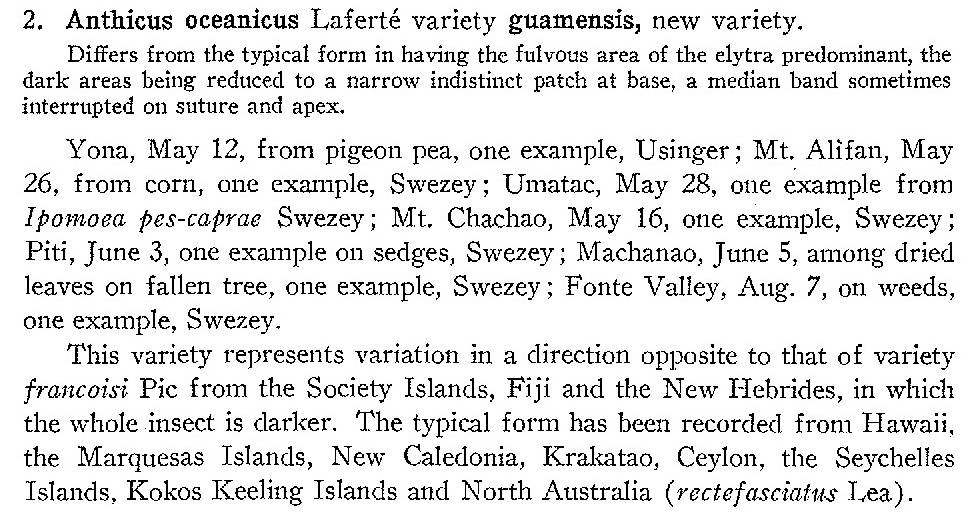 2. Anthicus oceanicus Laferté variety guamensis, new variety.
Differs from the typical form in having the fulvous area of the elytra predominant, the
dark areas being reduced to a narrow indistinct patch at base, a median band sometimes
interrupted on suture and apex.
Yona, May 12, from pigeon pea, one example, Usinger; Mt. Alifan, May
26, from corn, one example, Swezey; Umatac, May 28, one example from
Ipomoea pes-caprae Swezey; Mt. Chachao, May 16, one example, Swezey;
Piti, June 3, one example on sedges, Swezey; Machanao, June 5, among dried
leaves on fallen tree, one example, Swezey; Fonte Valley, Aug. 7, on weeds,
one example, Swezey.
This variety represents variation in a direction opposite to that of variety
francoisi Pic from the Society Islands, Fiji and the New Hebrides, in which
the whole insect is darker. The typical form has been recorded from Hawaii,
the Marquesas Islands, New Caledonia, Krakatao, Ceylon, the Seychelles
Islands, Kokos Keeling Islands and North Australia (rectefasciatus Lea).